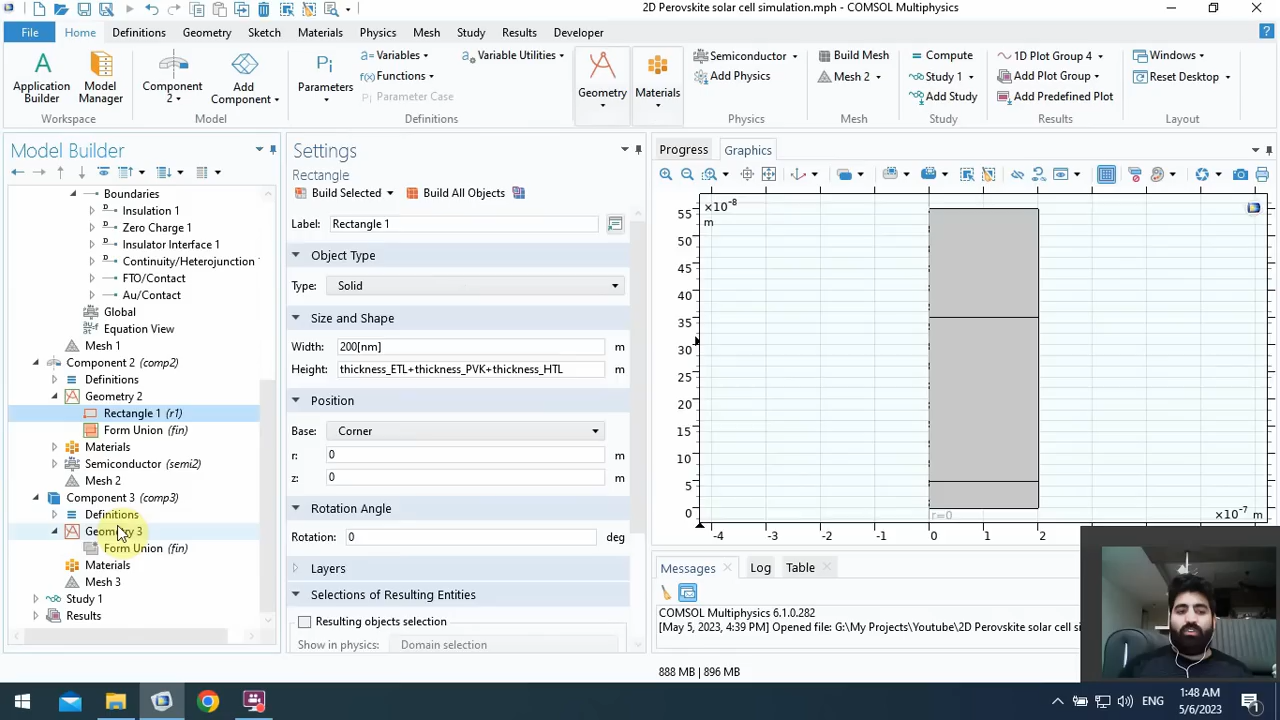 2D Perovskite solar cell simulation.mph - COMSOL Multiphysics
File Home Definitions Geometry Sketch Materials Physics Mesh Study Results Developer
Application Builder
Model Manager
Workspace
Component 2
Add Component
Model
Parameters
a= Variables
f(x) Functions
Parameter Case
Variable Utilities
Definitions
Geometry
Materials
Semiconductor
Add Physics
Physics
Build Mesh
Mesh 2
Mesh
Compute
Study 1
Add Study
Study
1D Plot Group 4
Add Plot Group
Add Predefined Plot
Results
Windows
Reset Desktop
Layout
Model Builder
Boundaries
Insulation 1
Zero Charge 1
Insulator Interface 1
Continuity/Heterojunction
FTO/Contact
Au/Contact
Global
Equation View
Mesh 1
Component 2 (comp2)
Definitions
Geometry 2
Rectangle 1 (r1)
Form Union (fin)
Materials
Semiconductor (semi2)
Mesh 2
Component 3 (comp3)
Definitions
Geometry 3
Form Union (fin)
Materials
Mesh 3
Study 1
Results
Settings
Rectangle
Build Selected Build All Objects
Label: Rectangle 1
Object Type
Type: Solid
Size and Shape
Width: 200[nm] m
Height: thickness_ETL+thickness_PVK+thickness_HTL m
Position
Base: Corner
r: 0 m
z: 0 m
Rotation Angle
Rotation: 0 deg
Layers
Selections of Resulting Entities
Resulting objects selection
Show in physics: Domain selection
Progress Graphics
×10⁻⁸
m
55
50
45
40
35
30
25
20
15
10
5
0
r=0
-4 -3 -2 -1 0 1 2
×10⁻⁷ m
Messages Log Table
COMSOL Multiphysics 6.1.0.282
[May 5, 2023, 4:39 PM] Opened file: G:\My Projects\Youtube\2D Perovskite solar cell si
888 MB | 896 MB
ENG
1:48 AM
5/6/2023
1